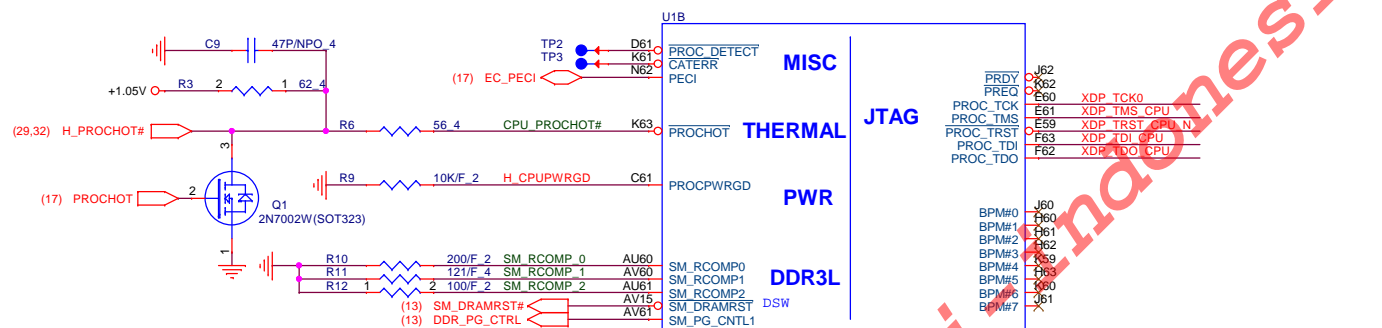 U1B
C9 47P/NPO_4
TP2 D61 PROC_DETECT
TP3 K61 CATERR MISC
(17) EC_PECI N62 PECI
PRDY J62
PREQ K62
+1.05V R3 2 1 62_4
PROC_TCK E60 XDP_TCK0
PROC_TMS E61 XDP_TMS_CPU
JTAG
(29,32) H_PROCHOT# R6 56_4 CPU_PROCHOT# K63 PROCHOT THERMAL
PROC_TRST E59 XDP_TRST_CPU_N
PROC_TDI F63 XDP_TDI_CPU
PROC_TDO F62 XDP_TDO_CPU
3
R9 10K/F_2 H_CPUPWRGD C61 PROCPWRGD
(17) PROCHOT 2
PWR
Q1
2N7002W(SOT323)
1
BPM#0 J60
BPM#1 H60
BPM#2 H61
BPM#3 H62
BPM#4 K59
BPM#5 H63
BPM#6 K60
BPM#7 J61
R10 200/F_2 SM_RCOMP_0 AU60 SM_RCOMP0
R11 121/F_4 SM_RCOMP_1 AV60 SM_RCOMP1
DDR3L
R12 1 2 100/F_2 SM_RCOMP_2 AU61 SM_RCOMP2
(13) SM_DRAMRST# AV15 SM_DRAMRST DSW
(13) DDR_PG_CTRL AV61 SM_PG_CNTL1
i-indones